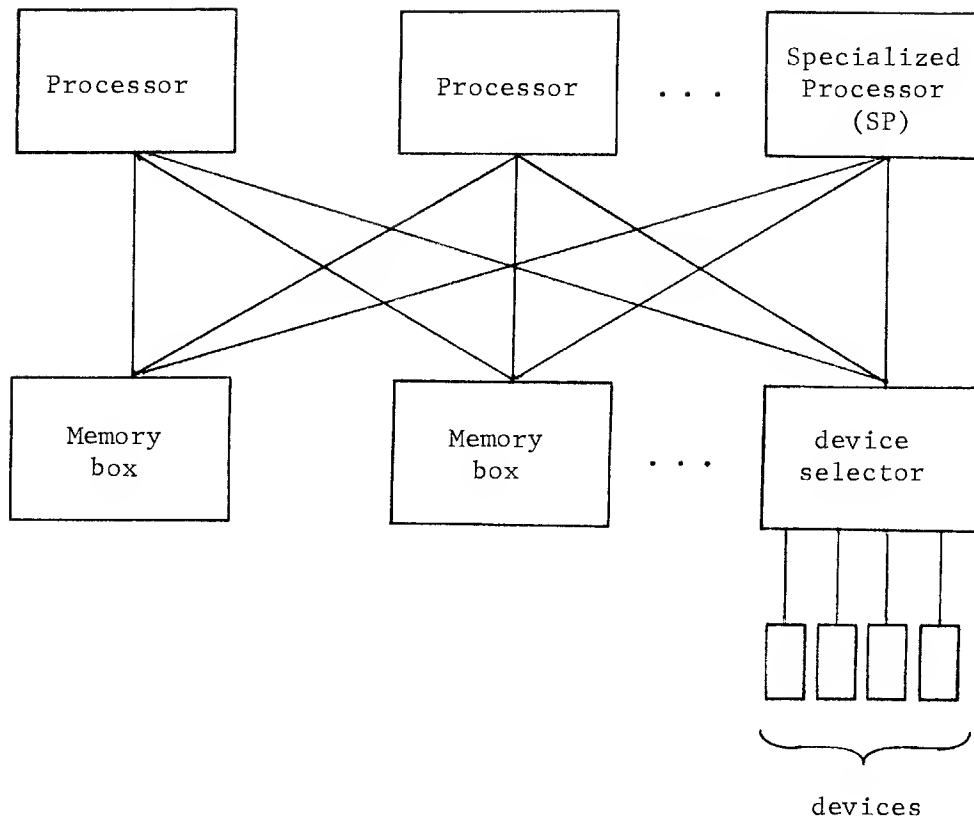 Processor
Processor
. . .
Specialized
Processor
(SP)
Memory
box
Memory
box
. . .
device
selector
devices